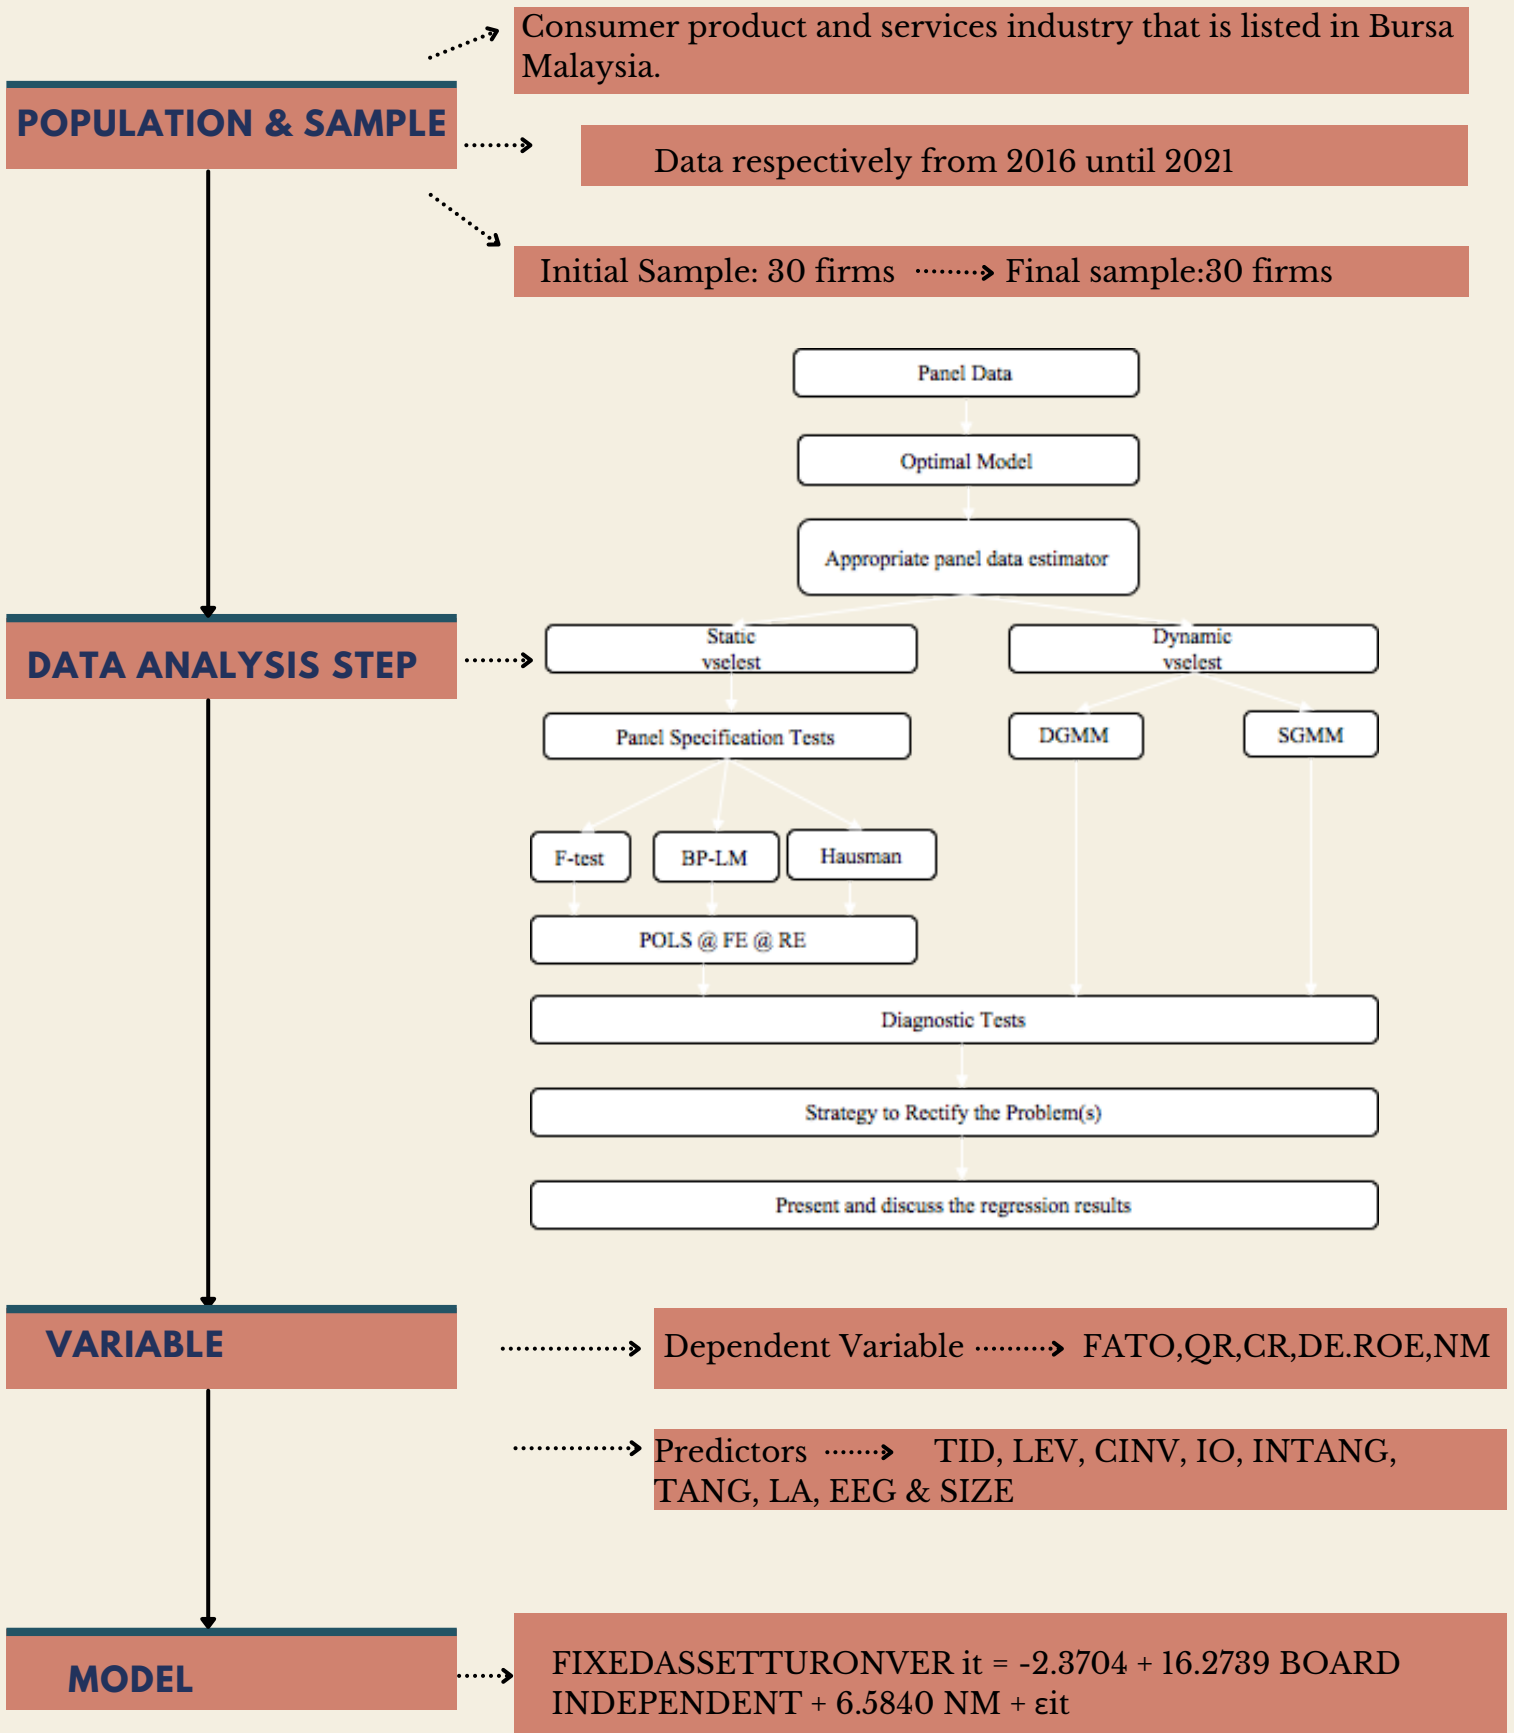 Consumer product and services industry that is listed in Bursa
Malaysia.
POPULATION & SAMPLE
Data respectively from 2016 until 2021
Initial Sample: 30 firms
Final sample:30 firms
Panel Data
Optimal Model
Appropriate panel data estimator
DATA ANALYSIS STEP
Static
vselest
Dynamic
vselest
Panel Specification Tests
DGMM
SGMM
F-test
BP-LM
Hausman
POLS @ FE @ RE
Diagnostic Tests
Strategy to Rectify the Problem(s)
Present and discuss the regression results
VARIABLE
Dependent Variable
FATO,QR,CR,DE.ROE,NM
Predictors
TID, LEV, CINV, IO, INTANG,
TANG, LA, EEG & SIZE
MODEL
FIXEDASSETTURONVER it = -2.3704 + 16.2739 BOARD
INDEPENDENT + 6.5840 NM + εit